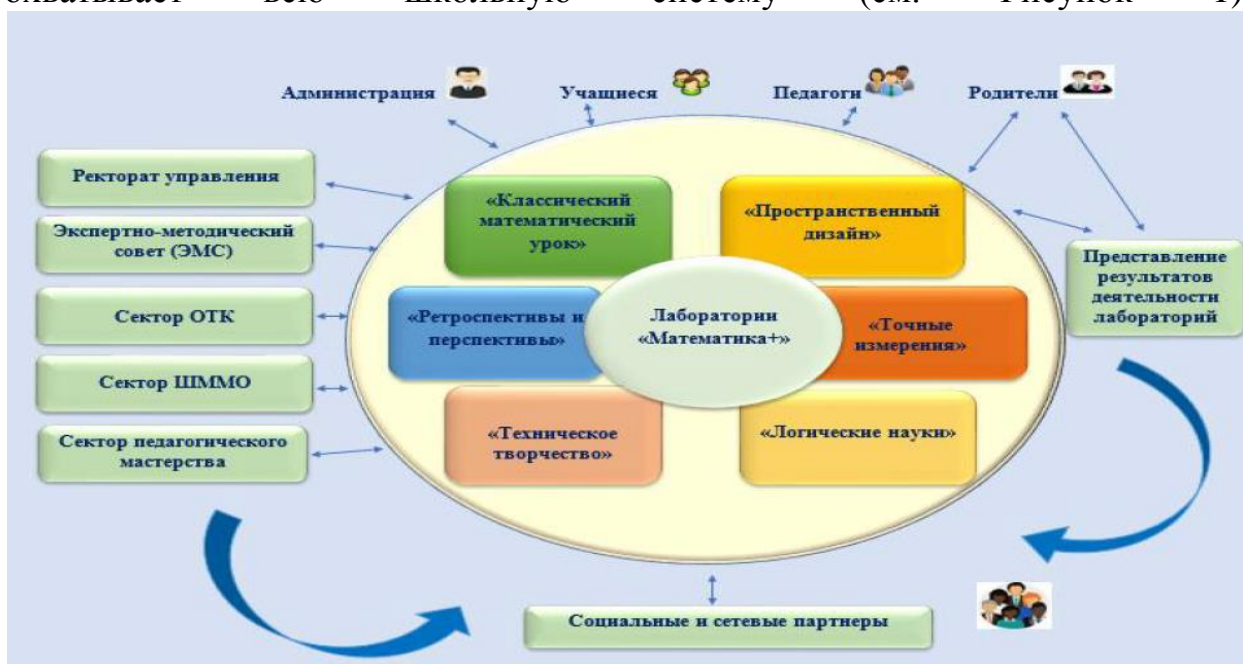 охватывает всю школьную систему (см. Рисунок 1)
Администрация
Учащиеся
Педагоги
Родители
Ректорат управления
Экспертно-методический
совет (ЭМС)
Сектор ОТК
Сектор ШММО
Сектор педагогического
мастерства
«Классический
математический
урок»
«Пространственный
дизайн»
«Ретроспективы и
перспективы»
Лаборатории
«Математика+»
«Точные
измерения»
«Техническое
творчество»
«Логические науки»
Представление
результатов
деятельности
лабораторий
Социальные и сетевые партнеры